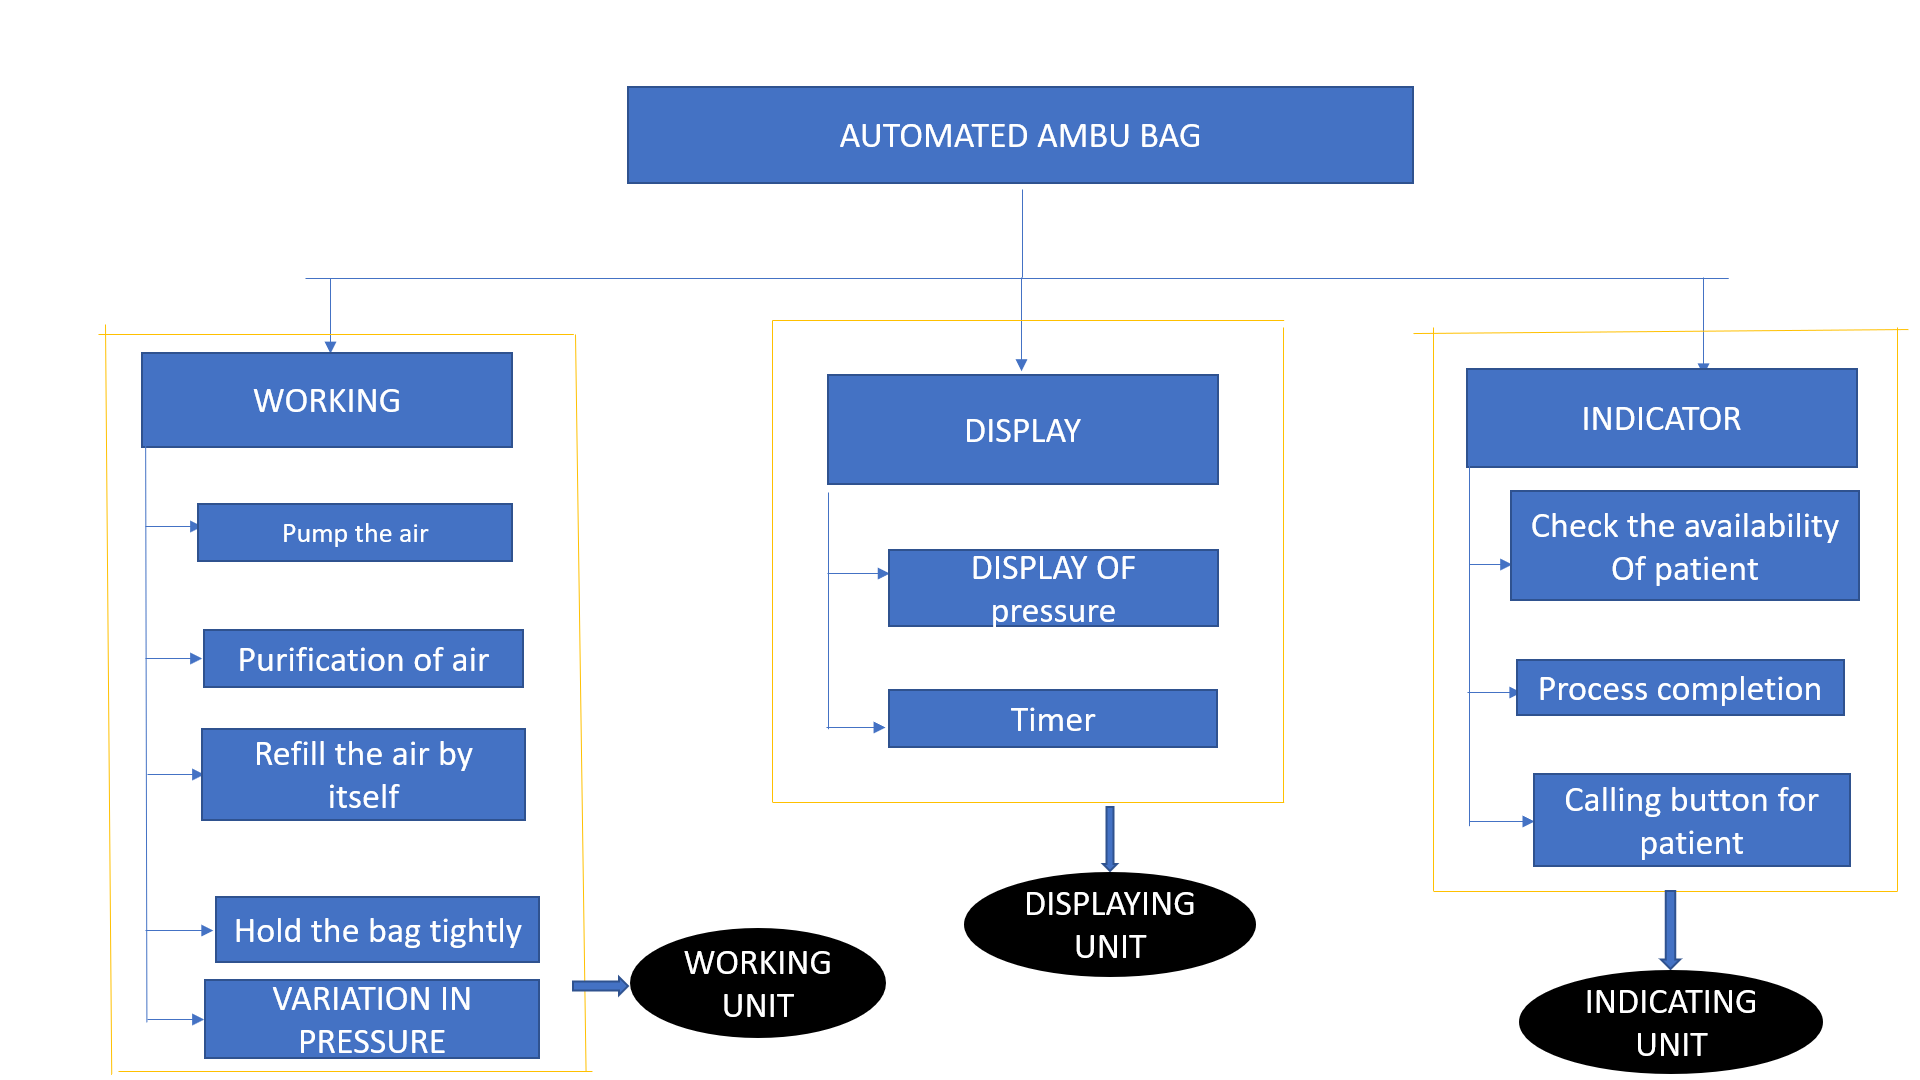 AUTOMATED AMBU BAG
WORKING
Pump the air
Purification of air
Refill the air by
itself
Hold the bag tightly
VARIATION IN
PRESSURE
WORKING
UNIT
DISPLAY
DISPLAY OF
pressure
Timer
DISPLAYING
UNIT
INDICATOR
Check the availability
Of patient
Process completion
Calling button for
patient
INDICATING
UNIT